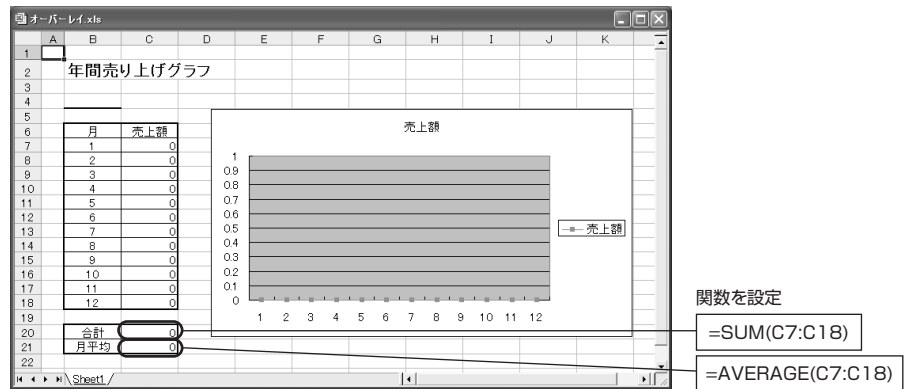 オーバーレイ.xls
A B C D E F G H I J K
1
2 年間売り上げグラフ
3
4
5
6 月 売上額
7 1 0
8 2 0
9 3 0
10 4 0
11 5 0
12 6 0
13 7 0
14 8 0
15 9 0
16 10 0
17 11 0
18 12 0
19
20 合計 0
21 月平均 0
22
売上額
1
0.9
0.8
0.7
0.6
0.5
0.4
0.3
0.2
0.1
0
1 2 3 4 5 6 7 8 9 10 11 12
売上額
Sheet1
関数を設定
=SUM(C7:C18)
=AVERAGE(C7:C18)